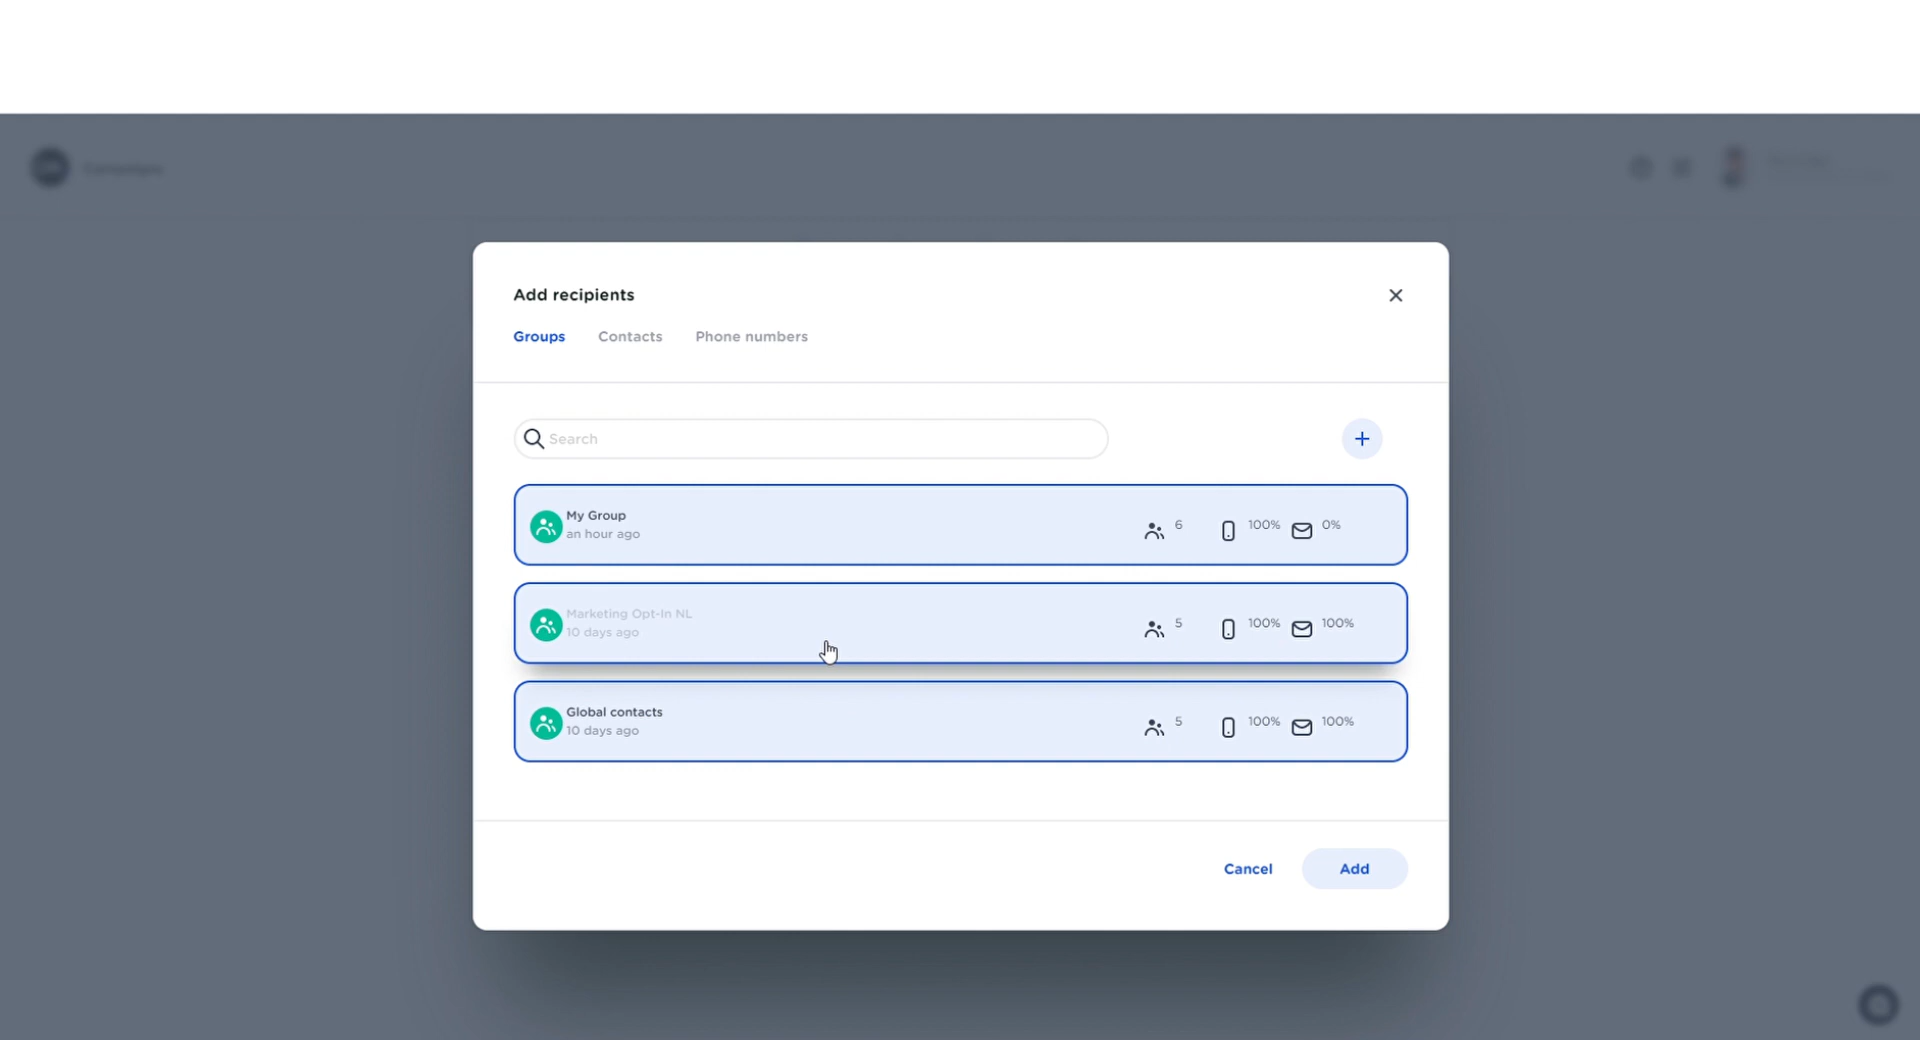 Add recipients
Groups Contacts Phone numbers
Search
My Group
an hour ago
6 100% 0%
Marketing Opt-In NL
10 days ago
5 100% 100%
Global contacts
10 days ago
5 100% 100%
Cancel Add